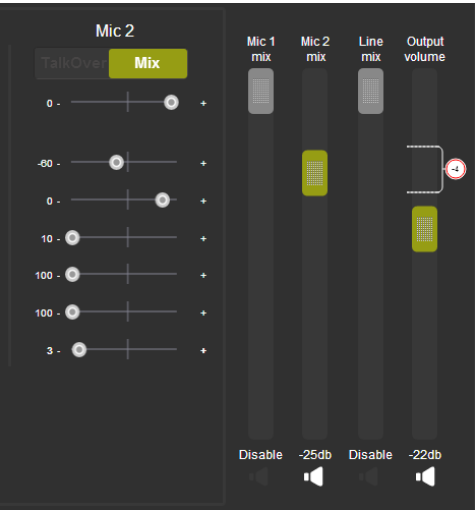 Mic 2
TalkOver Mix
0 - +
-60 - +
0 - +
10 - +
100 - +
100 - +
3 - +
Mic 1 mix
Mic 2 mix
Line mix
Output volume
-4
Disable -25db Disable -22db